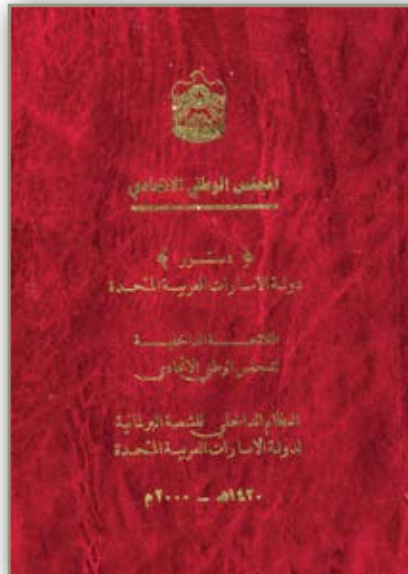 المجلس الوطني الاتحادي
﴿ دستور ﴾
دولة الامارات العربية المتحدة
اللائحة الداخلية
للمجلس الوطني الإتحادي
النظام الداخلي للشعبة البرلمانية
لدولة الامارات العربية المتحدة
١٤٢٠هـ - ٢٠٠٠م